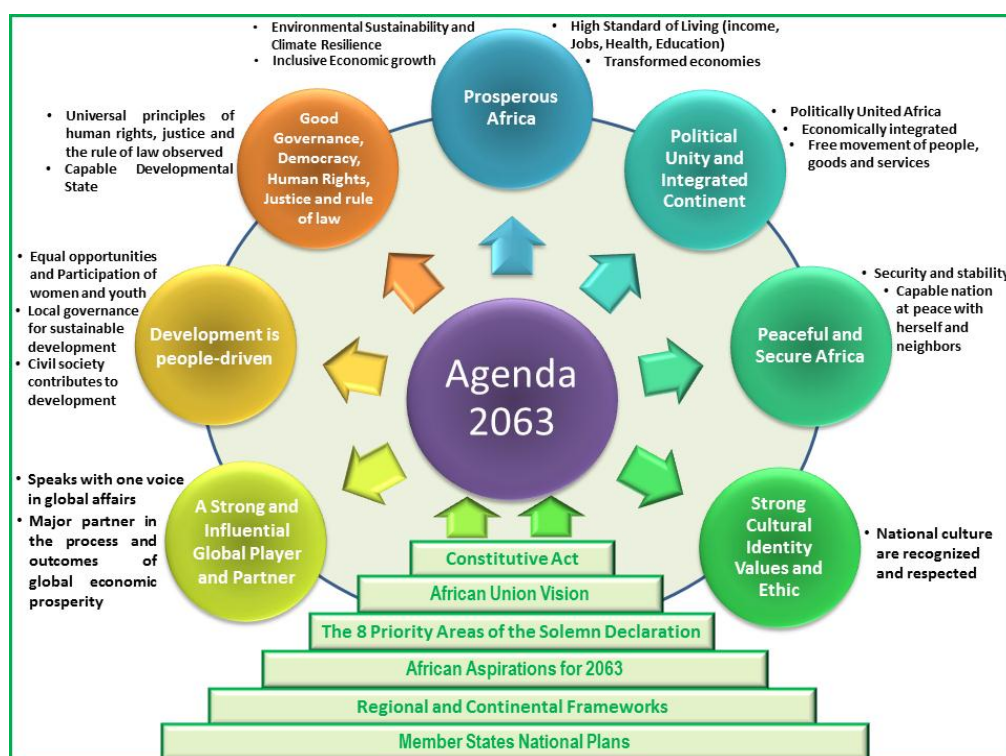 • Environmental Sustainability and
Climate Resilience
• Inclusive Economic growth
• High Standard of Living (income,
Jobs, Health, Education)
• Transformed economies
Prosperous
Africa
• Universal principles of
human rights, justice and
the rule of law observed
• Capable Developmental
State
Good
Governance,
Democracy,
Human Rights,
Justice and rule
of law
Political
Unity and
Integrated
Continent
• Politically United Africa
• Economically integrated
• Free movement of people,
goods and services
• Equal opportunities
and Participation of
women and youth
• Local governance
for sustainable
development
• Civil society
contributes to
development
Development is
people-driven
Agenda
2063
Peaceful and
Secure Africa
• Security and stability
• Capable nation
at peace with
herself and
neighbors
• Speaks with one voice
in global affairs
• Major partner in
the process and
outcomes of
global economic
prosperity
A Strong and
Influential
Global Player
and Partner
Strong
Cultural
Identity
Values and
Ethic
• National culture
are recognized
and respected
Constitutive Act
African Union Vision
The 8 Priority Areas of the Solemn Declaration
African Aspirations for 2063
Regional and Continental Frameworks
Member States National Plans